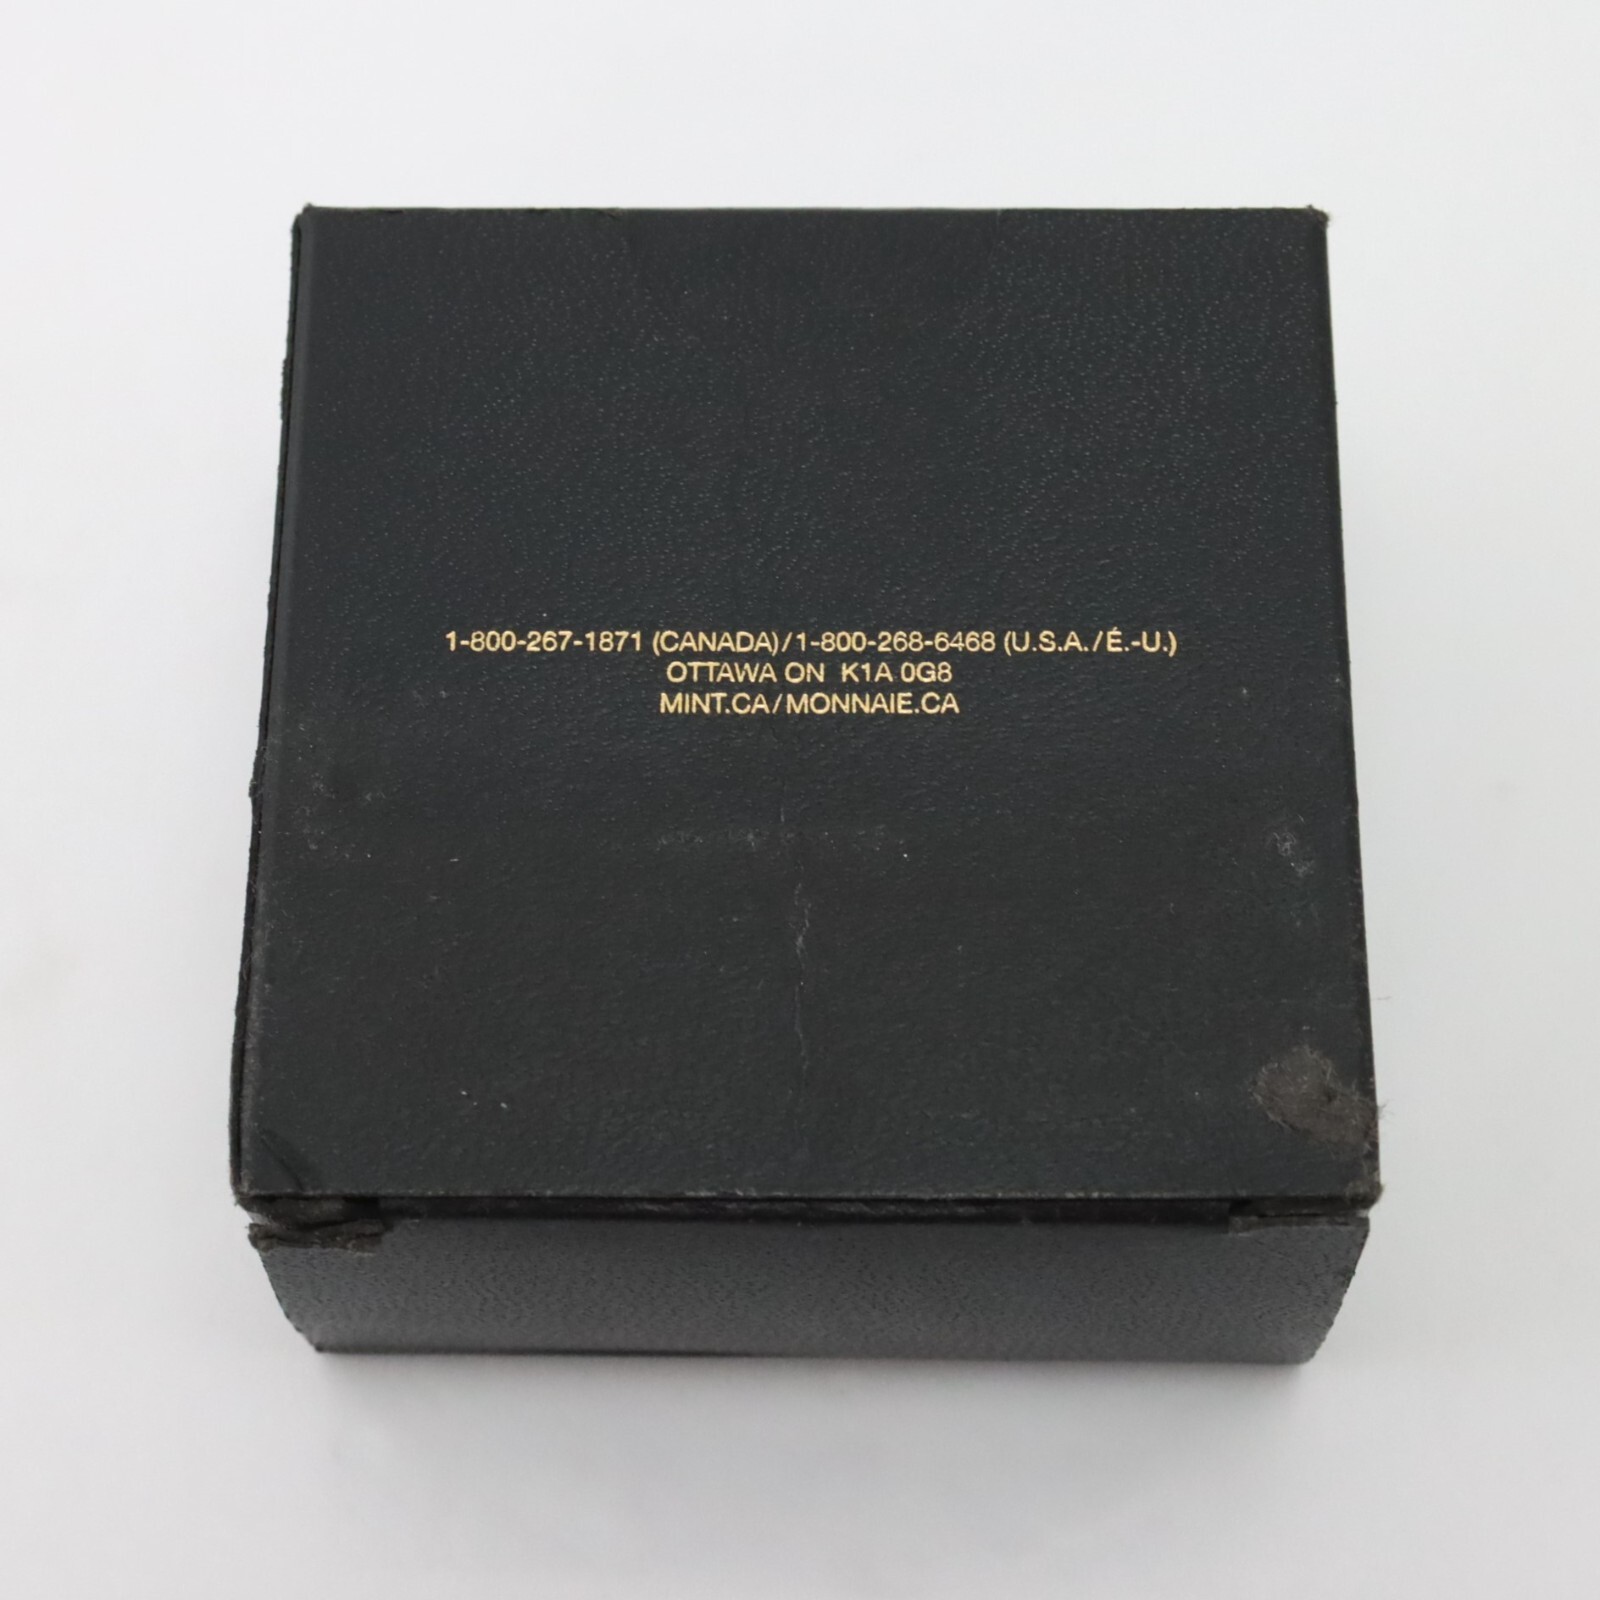 1-800-267-1871 (CANADA)/1-800-268-6468 (U.S.A./É.-U.)
OTTAWA ON K1A 0G8
MINT.CA/MONNAIE.CA